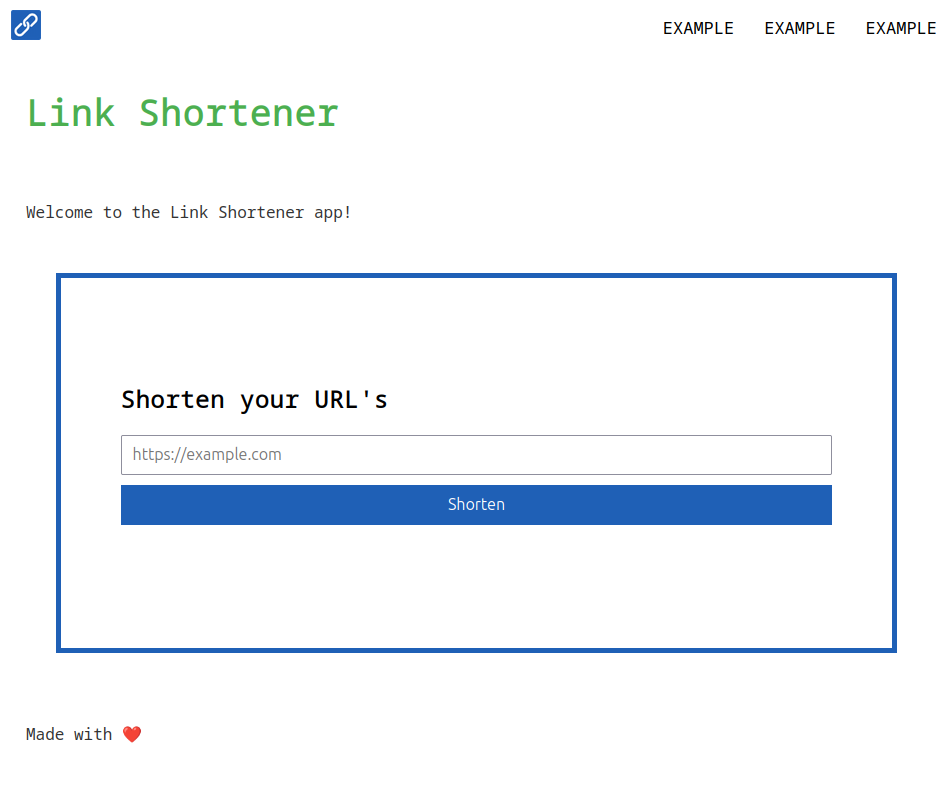 EXAMPLE EXAMPLE EXAMPLE
Link Shortener
Welcome to the Link Shortener app!
Shorten your URL's
https://example.com
Shorten
Made with ❤️